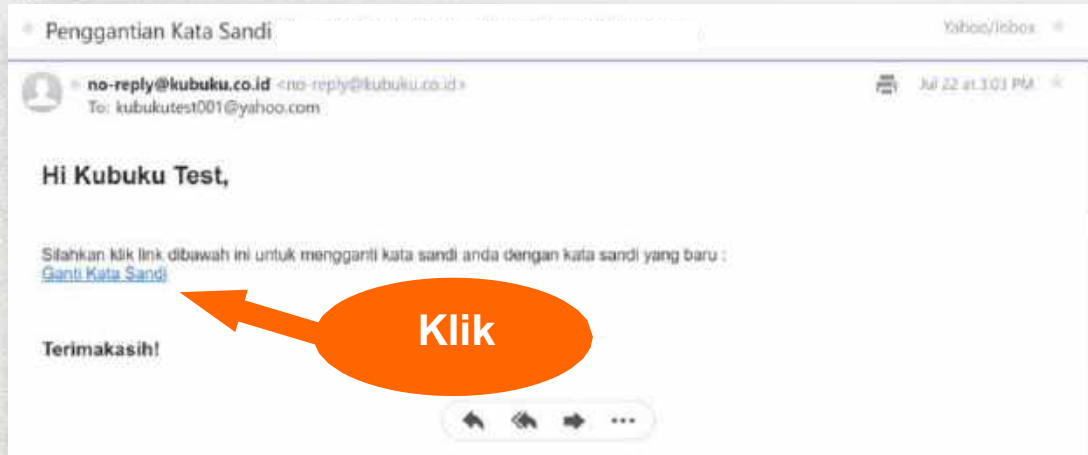 Penggantian Kata Sandi
Yahoo/Inbox
no-reply@kubuku.co.id <no-reply@kubuku.co.id>
Jul 22 at 3:03 PM
To: kubukutest001@yahoo.com
Hi Kubuku Test,
Silahkan klik link dibawah ini untuk mengganti kata sandi anda dengan kata sandi yang baru :
Ganti Kata Sandi
Klik
Terimakasih!